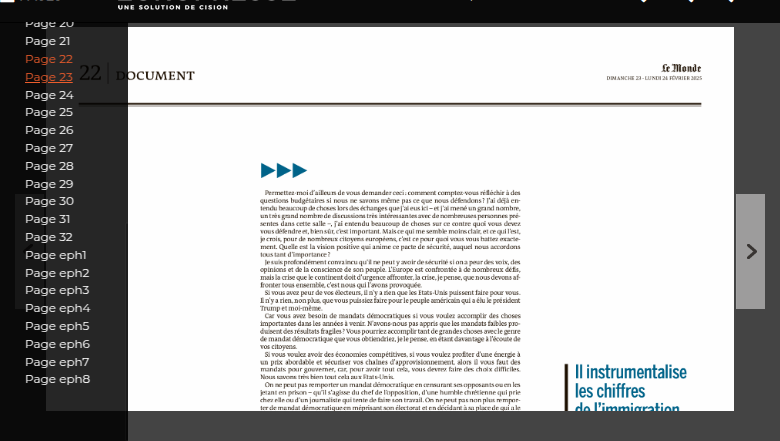 UNE SOLUTION DE CISION
Page 20
Page 21
Page 22
Page 23
Page 24
Page 25
Page 26
Page 27
Page 28
Page 29
Page 30
Page 31
Page 32
Page eph1
Page eph2
Page eph3
Page eph4
Page eph5
Page eph6
Page eph7
Page eph8
22 | DOCUMENT
Le Monde
DIMANCHE 23 - LUNDI 24 FÉVRIER 2025
Permettez-moi d'ailleurs de vous demander ceci : comment comptez-vous réfléchir à des
questions budgétaires si nous ne savons même pas ce que nous défendons ? J'ai déjà en-
tendu beaucoup de choses lors des échanges que j'ai eus ici – et j'ai mené un grand nombre,
un très grand nombre de discussions très intéressantes avec de nombreuses personnes pré-
sentes dans cette salle –, j'ai entendu beaucoup de choses sur ce contre quoi vous devez
vous défendre et, bien sûr, c'est important. Mais ce qui me semble moins clair, et ce qui l'est,
je crois, pour de nombreux citoyens européens, c'est ce pour quoi vous vous battez exacte-
ment. Quelle est la vision positive qui anime ce pacte de sécurité, auquel nous accordons
tous tant d'importance ?
Je suis profondément convaincu qu'il ne peut y avoir de sécurité si on a peur des voix, des
opinions et de la conscience de son peuple. L'Europe est confrontée à de nombreux défis,
mais la crise que le continent doit d'urgence affronter, la crise, je pense, que nous devons af-
fronter tous ensemble, c'est nous qui l'avons provoquée.
Si vous avez peur de vos électeurs, il n'y a rien que les Etats-Unis puissent faire pour vous.
Il n'y a rien, non plus, que vous puissiez faire pour le peuple américain qui a élu le président
Trump et moi-même.
Car vous avez besoin de mandats démocratiques si vous voulez accomplir des choses
importantes dans les années à venir. N'avons-nous pas appris que les mandats faibles pro-
duisent des résultats fragiles ? Vous pourriez accomplir tant de grandes choses avec le genre
de mandat démocratique que vous obtiendriez, je le pense, en étant davantage à l'écoute de
vos citoyens.
Si vous voulez avoir des économies compétitives, si vous voulez profiter d'une énergie à
un prix abordable et sécuriser vos chaînes d'approvisionnement, alors il vous faut des
mandats pour gouverner, car, pour avoir tout cela, vous devrez faire des choix difficiles.
Nous savons très bien tout cela aux Etats-Unis.
On ne peut pas remporter un mandat démocratique en censurant ses opposants ou en les
jetant en prison – qu'il s'agisse du chef de l'opposition, d'une humble chrétienne qui prie
chez elle ou d'un journaliste qui tente de faire son travail. On ne peut pas non plus rempor-
ter de mandat démocratique en méprisant son électorat et en décidant à sa place de qui a le
Il instrumentalise
les chiffres
de l'immigration